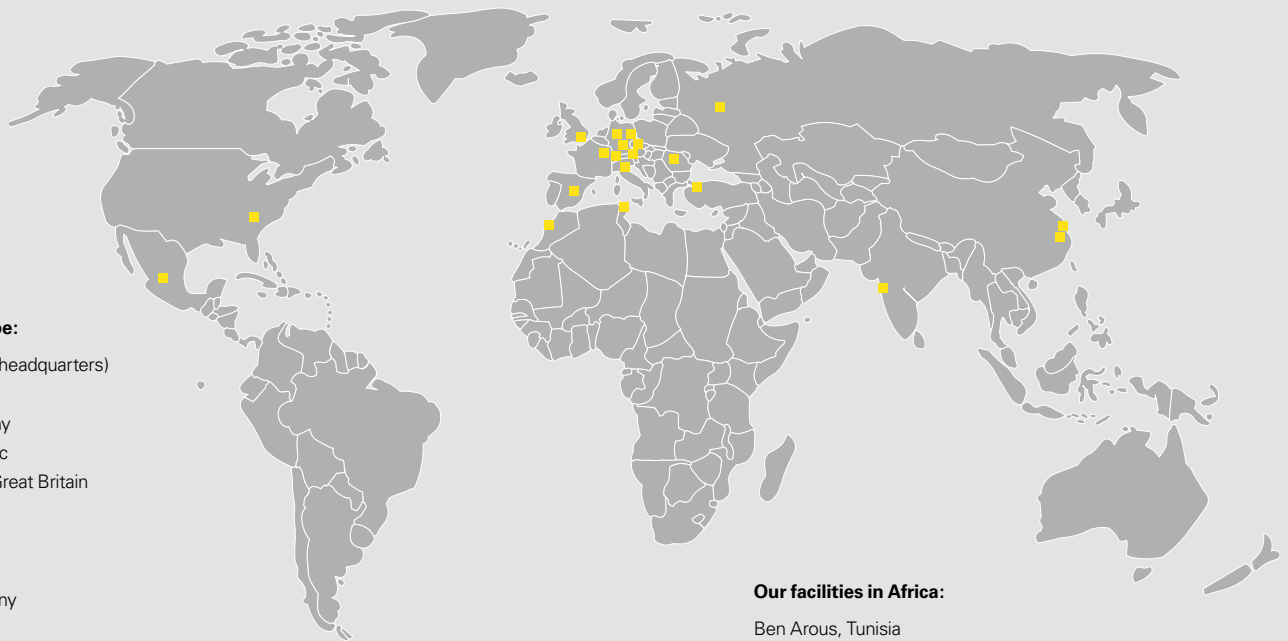 pe:
headquarters)
ny
c
Great Britain
ny
Our facilities in Africa:
Ben Arous, Tunisia